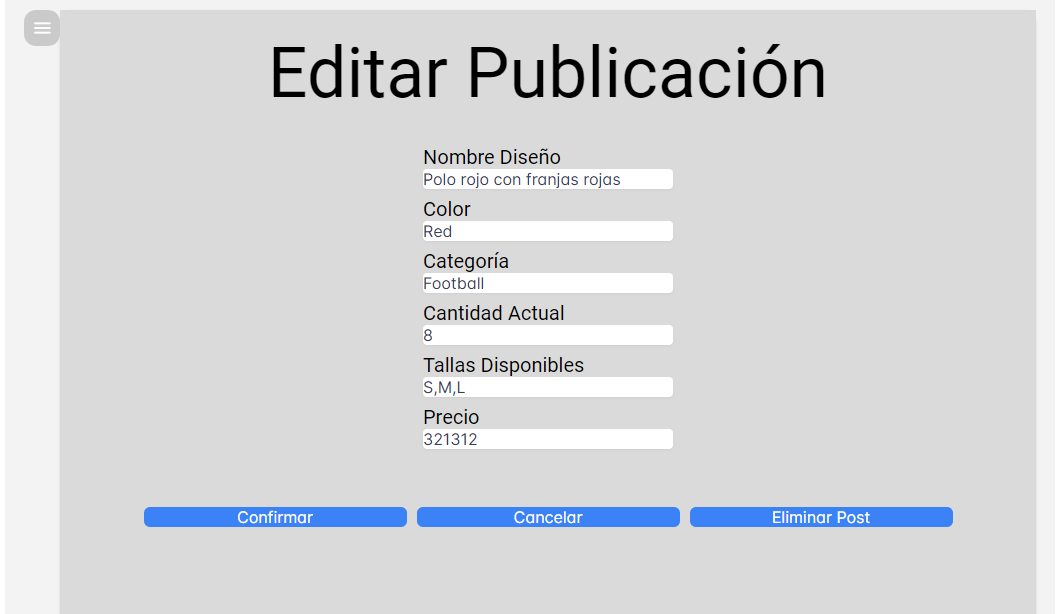 Editar Publicación
Nombre Diseño
Polo rojo con franjas rojas
Color
Red
Categoría
Football
Cantidad Actual
8
Tallas Disponibles
S,M,L
Precio
321312
Confirmar Cancelar Eliminar Post